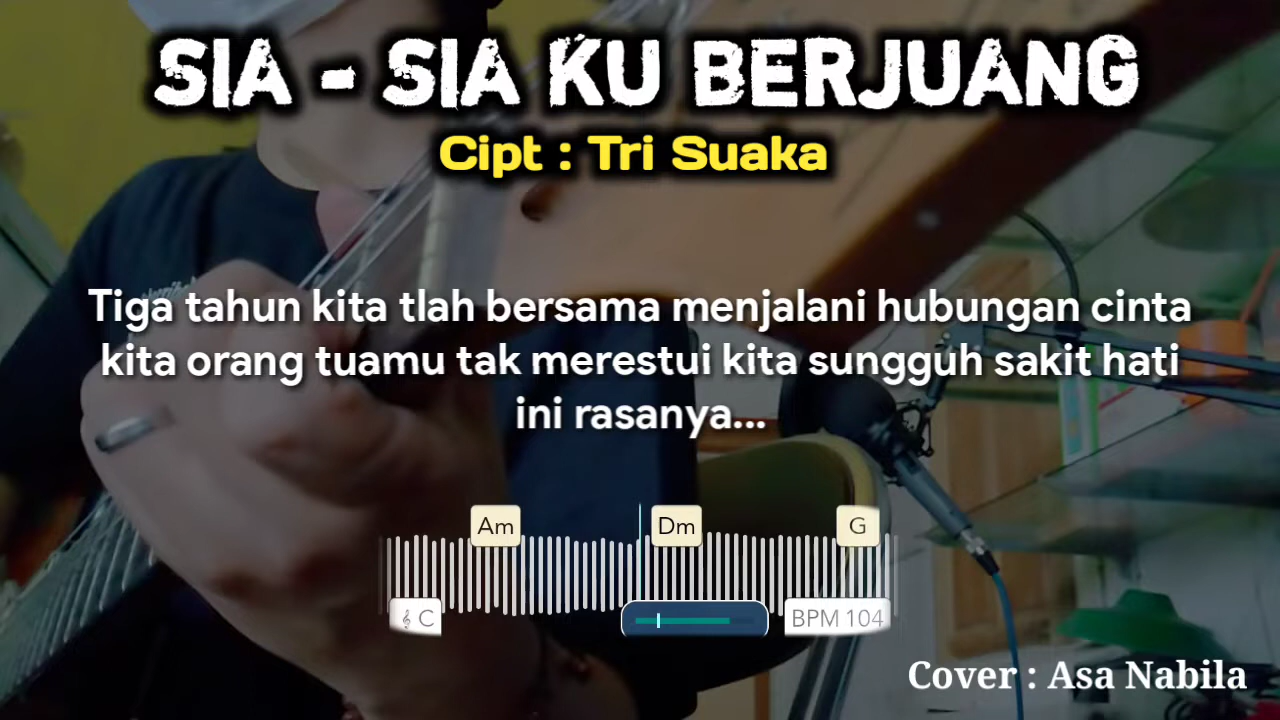 SIA - SIA KU BERJUANG
Cipt : Tri Suaka
Tiga tahun kita tlah bersama menjalani hubungan cinta
kita orang tuamu tak merestui kita sungguh sakit hati
ini rasanya...
Am Dm G
C BPM 104
Cover : Asa Nabila